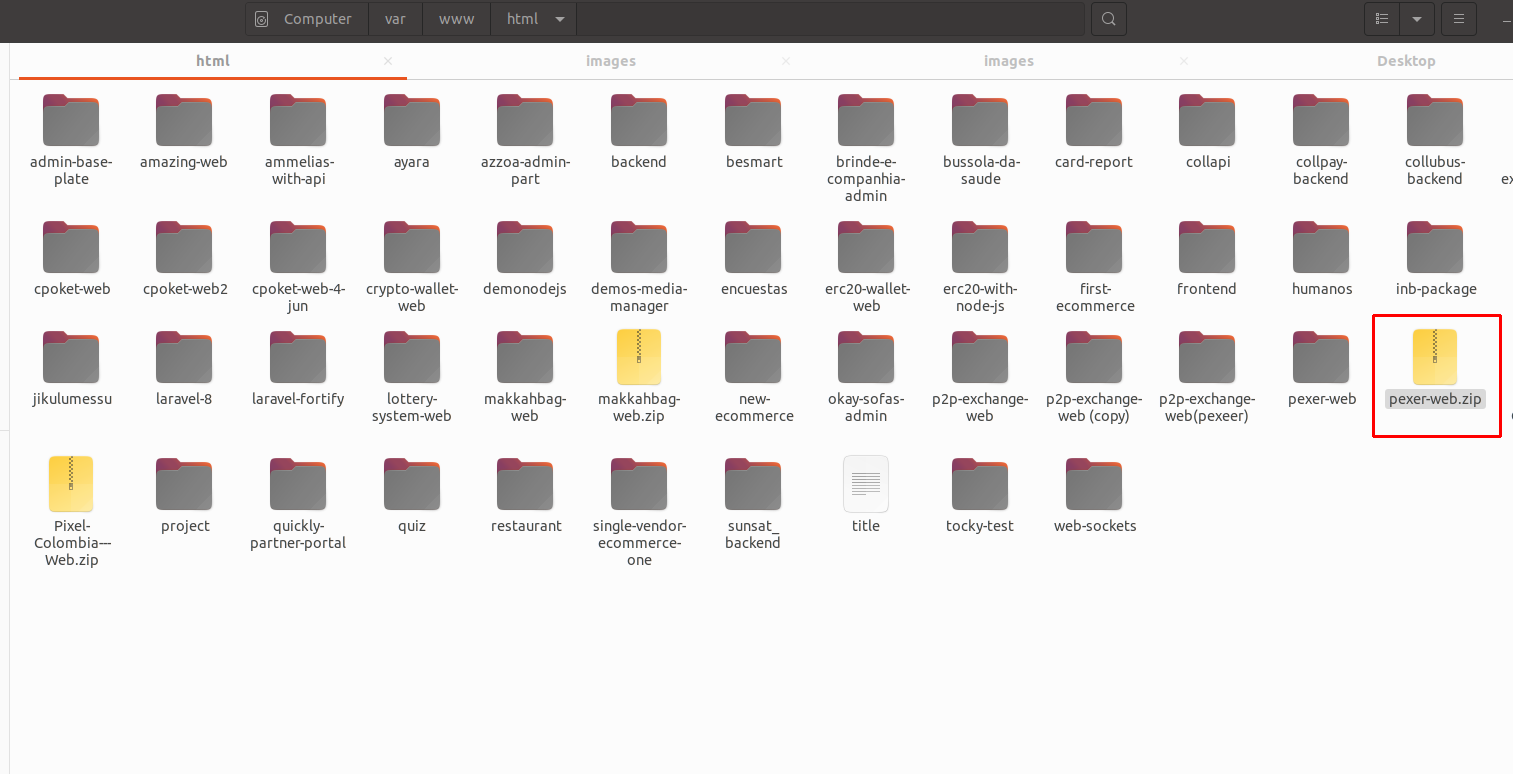 Computer var www html
html images images Desktop
admin-base- amazing-web ammelias- ayara azzoa-admin- backend besmart brinde-e- bussola-da- card-report collapi collpay- collubus-
plate with-api part companhia- saude backend backend
admin
cpoket-web cpoket-web2 cpoket-web-4- crypto-wallet- demonodejs demos-media- encuestas erc20-wallet- erc20-with- first- frontend humanos inb-package
jun web manager web node-js ecommerce
jikulumessu laravel-8 laravel-fortify lottery- makkahbag- makkahbag- new- okay-sofas- p2p-exchange- p2p-exchange- p2p-exchange- pexer-web pexer-web.zip
system-web web web.zip ecommerce admin web web (copy) web(pexeer)
Pixel- project quickly- quiz restaurant single-vendor- sunsat_ title tocky-test web-sockets
Colombia--- partner-portal ecommerce- backend
Web.zip one